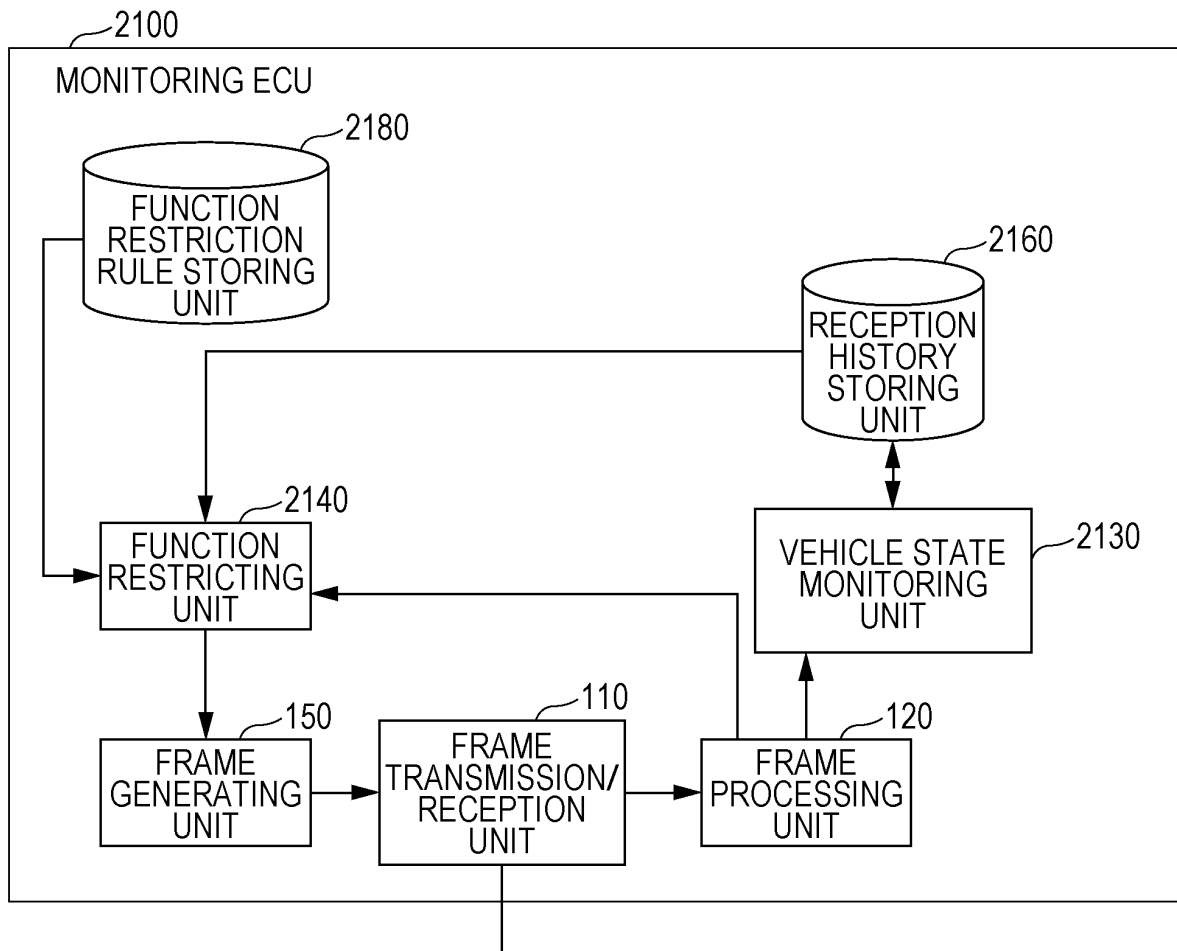 2100
MONITORING ECU
2180
FUNCTION
RESTRICTION
RULE STORING
UNIT
2160
RECEPTION
HISTORY
STORING
UNIT
2140
FUNCTION
RESTRICTING
UNIT
2130
VEHICLE STATE
MONITORING
UNIT
150
FRAME
GENERATING
UNIT
110
FRAME
TRANSMISSION/
RECEPTION
UNIT
120
FRAME
PROCESSING
UNIT